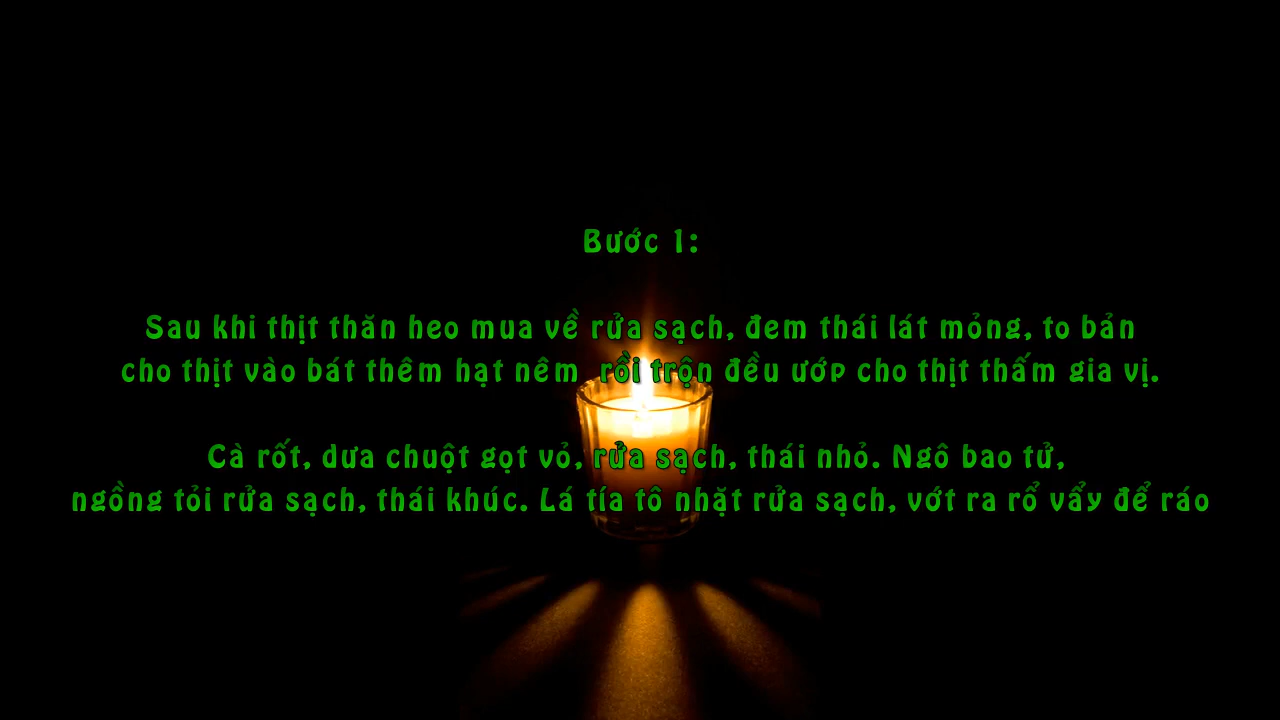 Bước 1:
Sau khi thịt thăn heo mua về rửa sạch, đem thái lát mỏng, to bản
cho thịt vào bát thêm hạt nêm rồi trộn đều ướp cho thịt thấm gia vị.
Cà rốt, dưa chuột gọt vỏ, rửa sạch, thái nhỏ. Ngô bao tử,
ngồng tỏi rửa sạch, thái khúc. Lá tía tô nhặt rửa sạch, vớt ra rổ vẩy để ráo